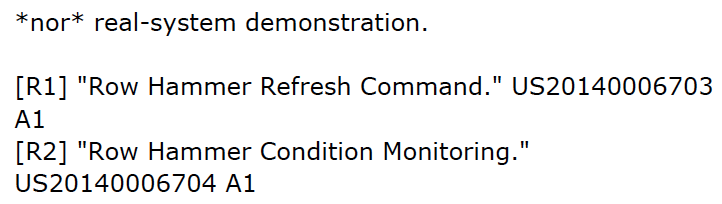 *nor* real-system demonstration.
[R1] "Row Hammer Refresh Command." US20140006703
A1
[R2] "Row Hammer Condition Monitoring."
US20140006704 A1